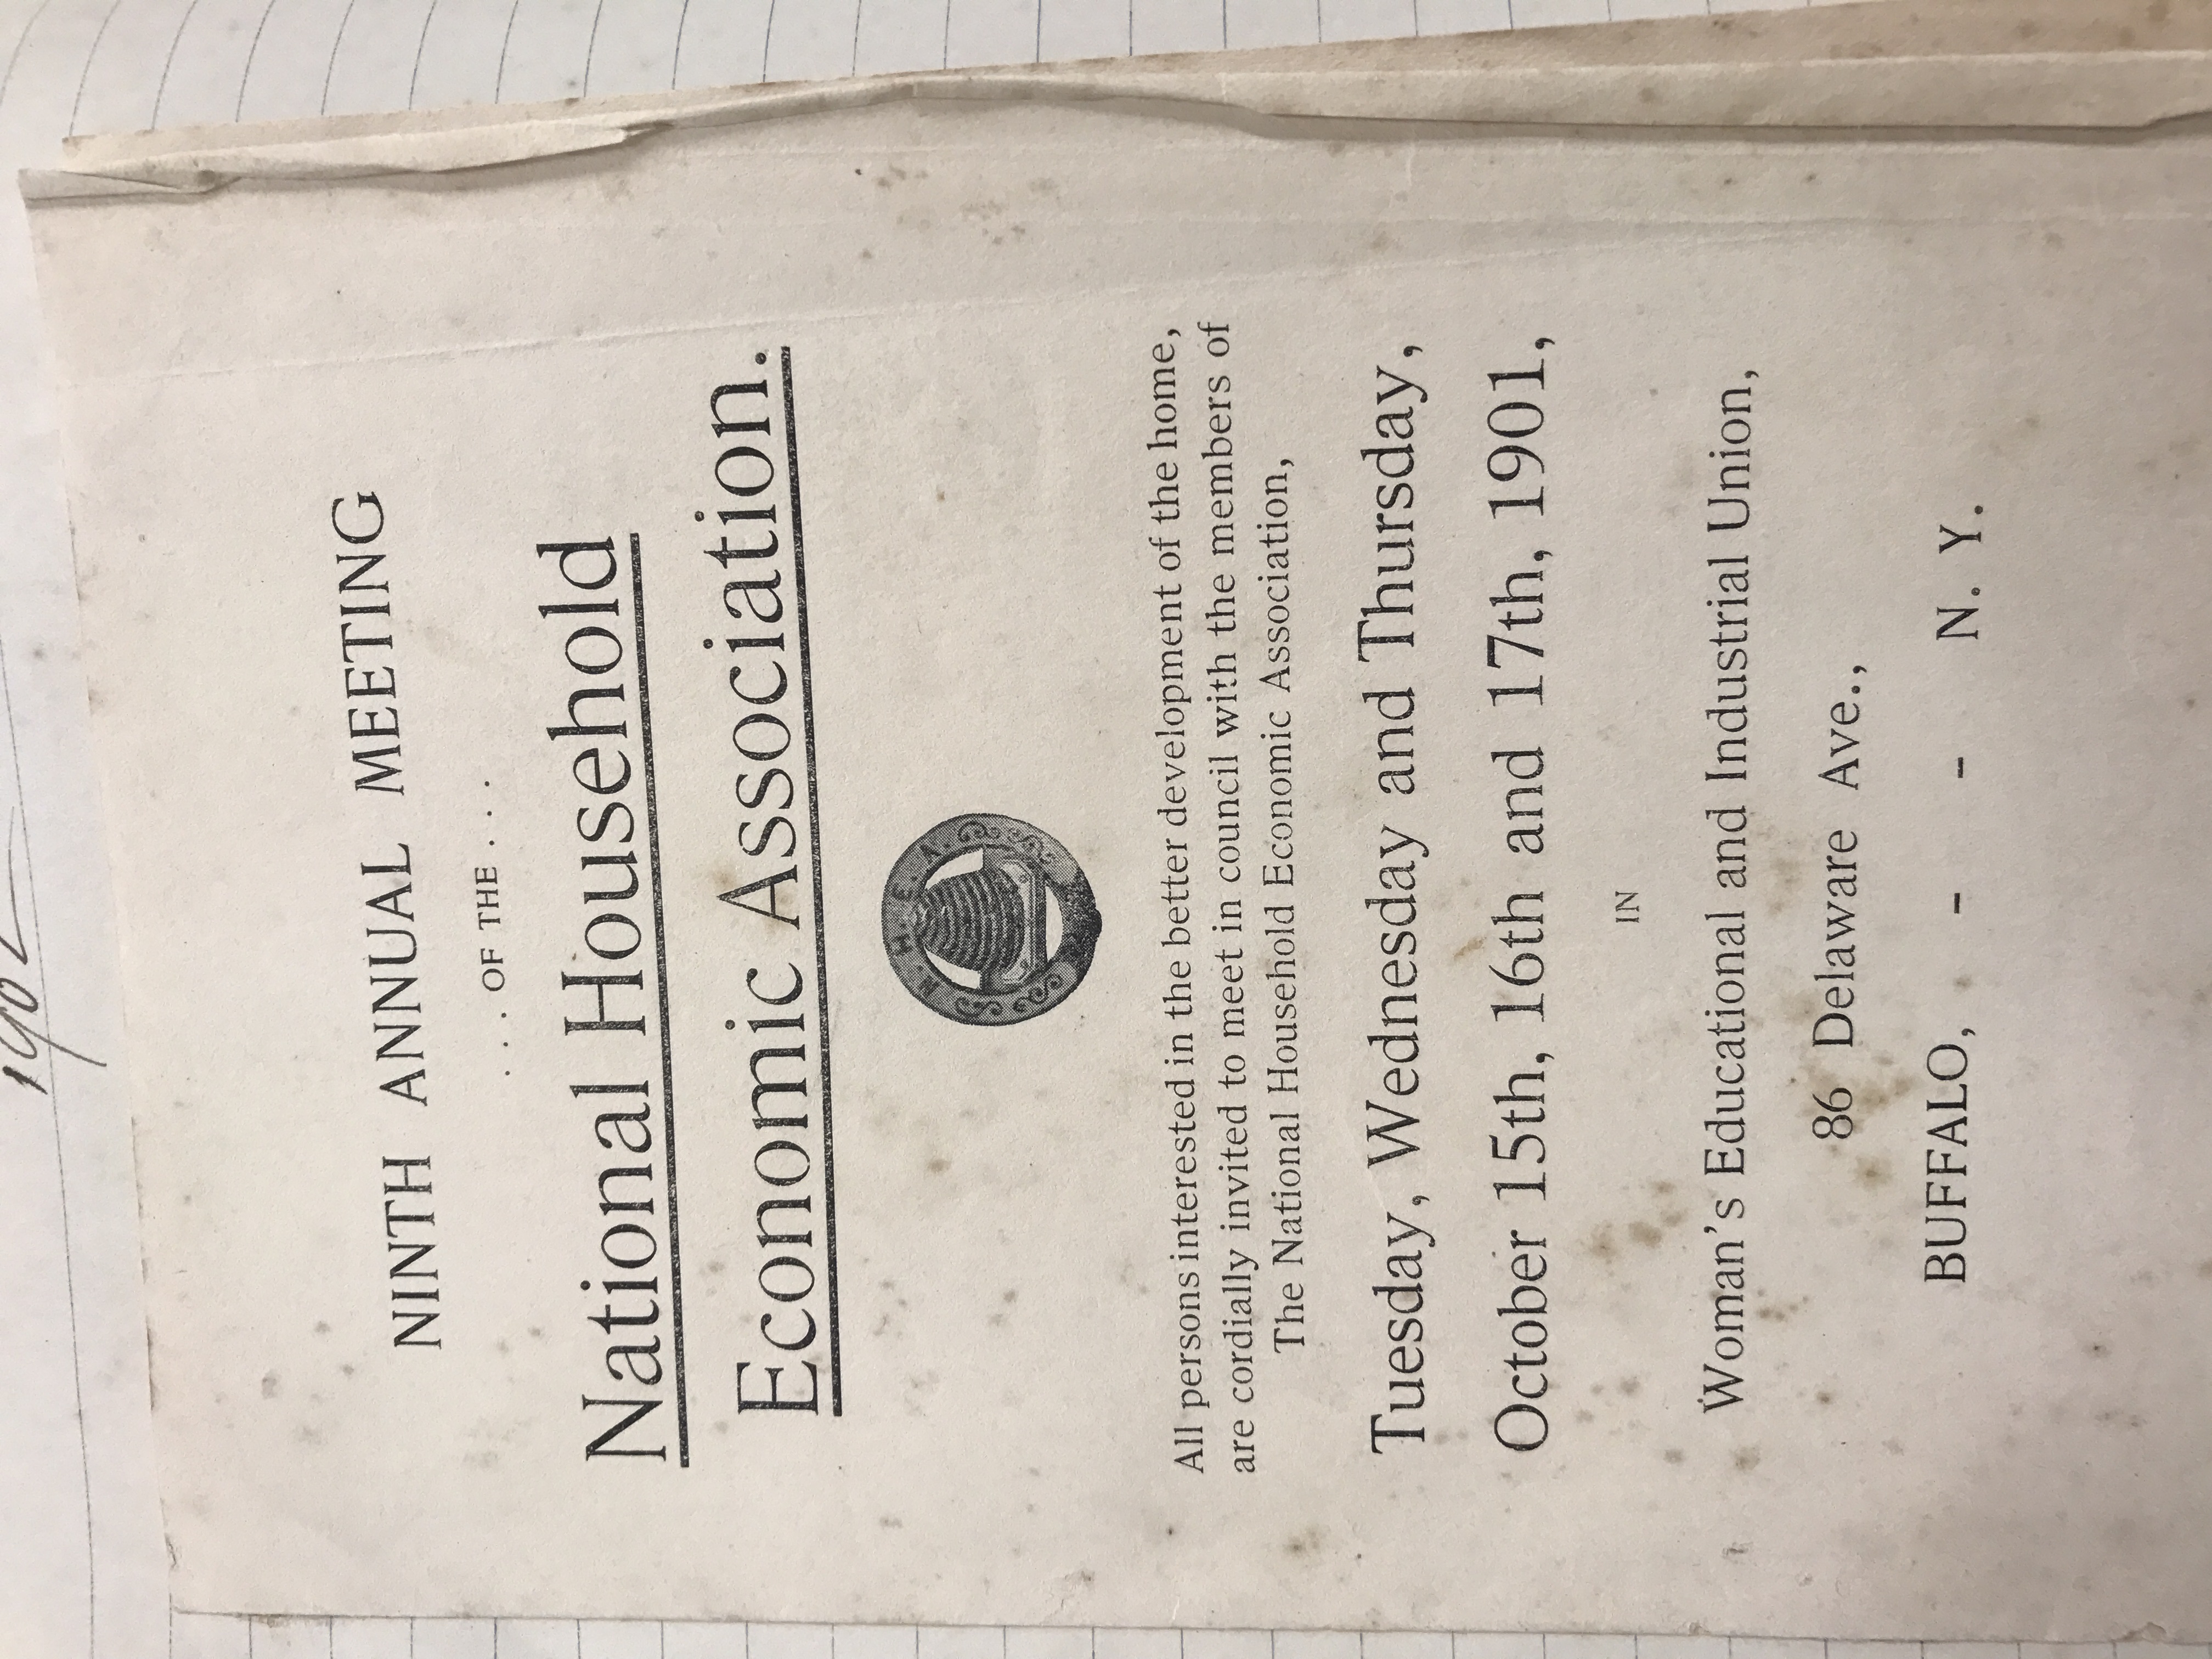 1902
NINTH ANNUAL MEETING
. . . OF THE . . .
National Household
Economic Association.
N. H. E. A.
All persons interested in the better development of the home,
are cordially invited to meet in council with the members of
The National Household Economic Association,
Tuesday, Wednesday and Thursday,
October 15th, 16th and 17th, 1901,
IN
Woman's Educational and Industrial Union,
86 Delaware Ave.,
BUFFALO, - - N. Y.